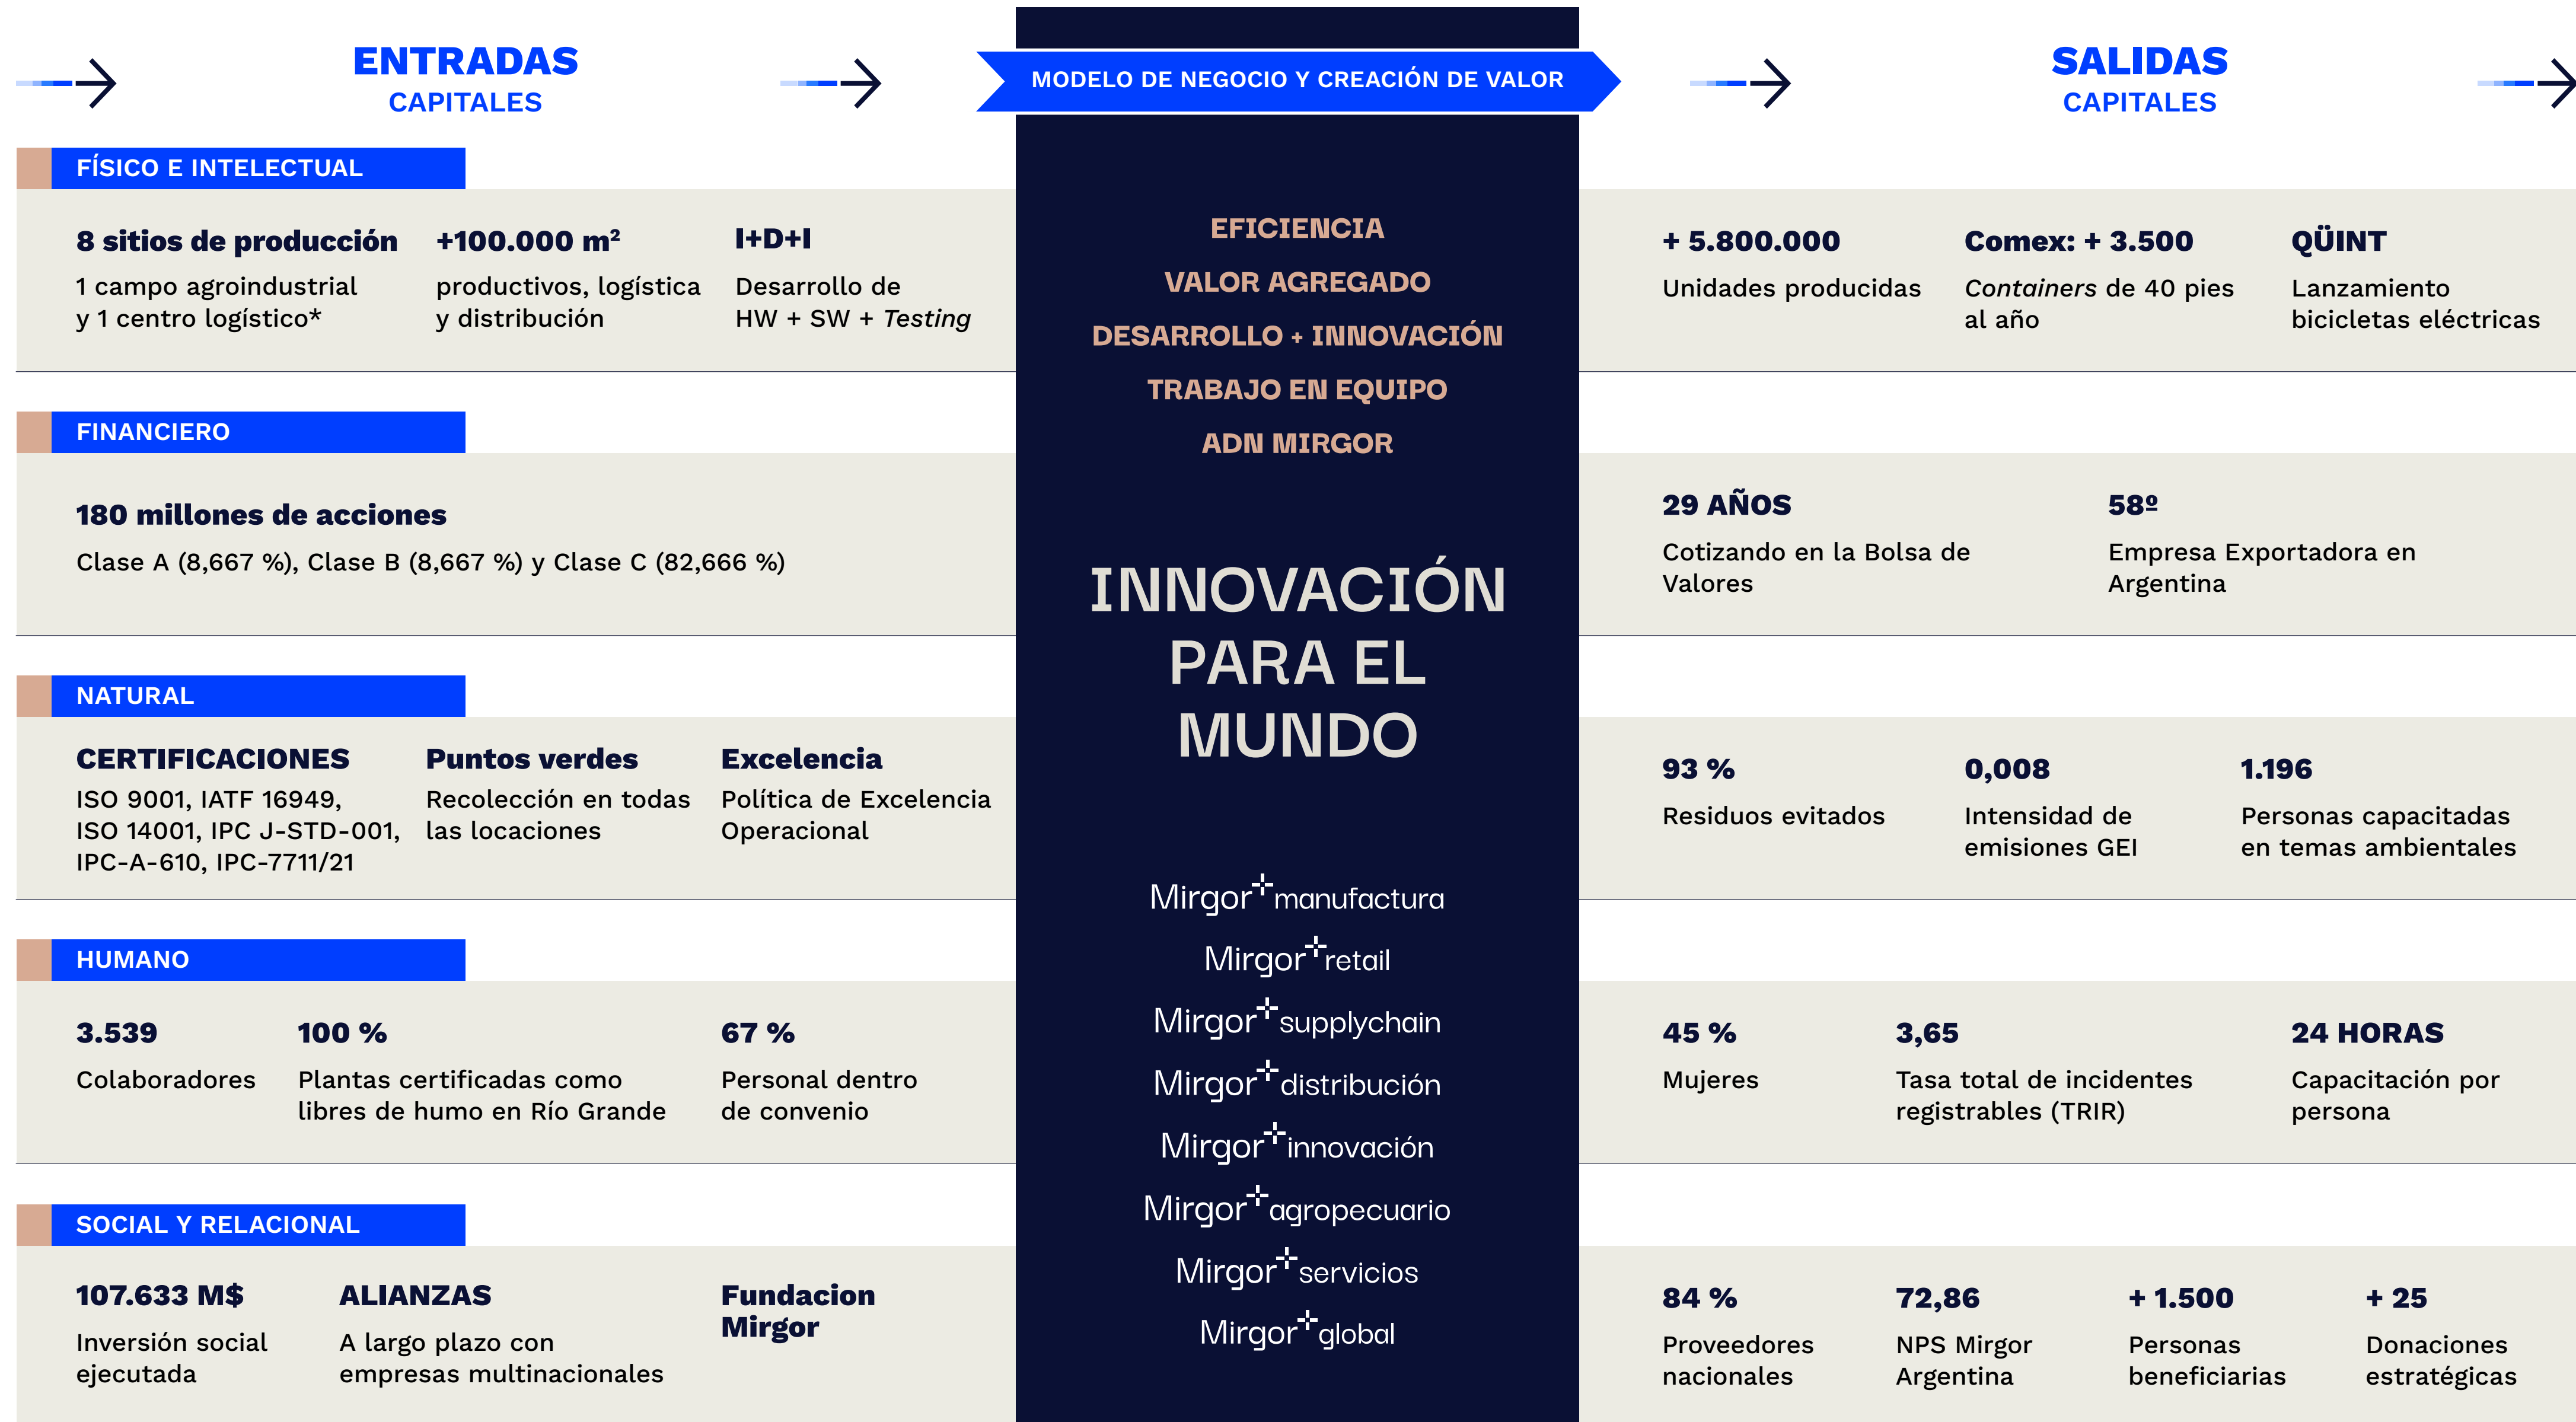 ENTRADAS
CAPITALES
MODELO DE NEGOCIO Y CREACIÓN DE VALOR
SALIDAS
CAPITALES
FÍSICO E INTELECTUAL
8 sitios de producción
1 campo agroindustrial
y 1 centro logístico*
+100.000 m²
productivos, logística
y distribución
I+D+I
Desarrollo de
HW + SW + Testing
+ 5.800.000
Unidades producidas
Comex: + 3.500
Containers de 40 pies
al año
QÜINT
Lanzamiento
bicicletas eléctricas
FINANCIERO
180 millones de acciones
Clase A (8,667 %), Clase B (8,667 %) y Clase C (82,666 %)
29 AÑOS
Cotizando en la Bolsa de
Valores
58º
Empresa Exportadora en
Argentina
NATURAL
CERTIFICACIONES
ISO 9001, IATF 16949,
ISO 14001, IPC J-STD-001,
IPC-A-610, IPC-7711/21
Puntos verdes
Recolección en todas
las locaciones
Excelencia
Política de Excelencia
Operacional
93 %
Residuos evitados
0,008
Intensidad de
emisiones GEI
1.196
Personas capacitadas
en temas ambientales
HUMANO
3.539
Colaboradores
100 %
Plantas certificadas como
libres de humo en Río Grande
67 %
Personal dentro
de convenio
45 %
Mujeres
3,65
Tasa total de incidentes
registrables (TRIR)
24 HORAS
Capacitación por
persona
SOCIAL Y RELACIONAL
107.633 M$
Inversión social
ejecutada
ALIANZAS
A largo plazo con
empresas multinacionales
Fundacion
Mirgor
84 %
Proveedores
nacionales
72,86
NPS Mirgor
Argentina
+ 1.500
Personas
beneficiarias
+ 25
Donaciones
estratégicas
EFICIENCIA
VALOR AGREGADO
DESARROLLO + INNOVACIÓN
TRABAJO EN EQUIPO
ADN MIRGOR
INNOVACIÓN
PARA EL
MUNDO
Mirgor+manufactura
Mirgor+retail
Mirgor+supplychain
Mirgor+distribución
Mirgor+innovación
Mirgor+agropecuario
Mirgor+servicios
Mirgor+global